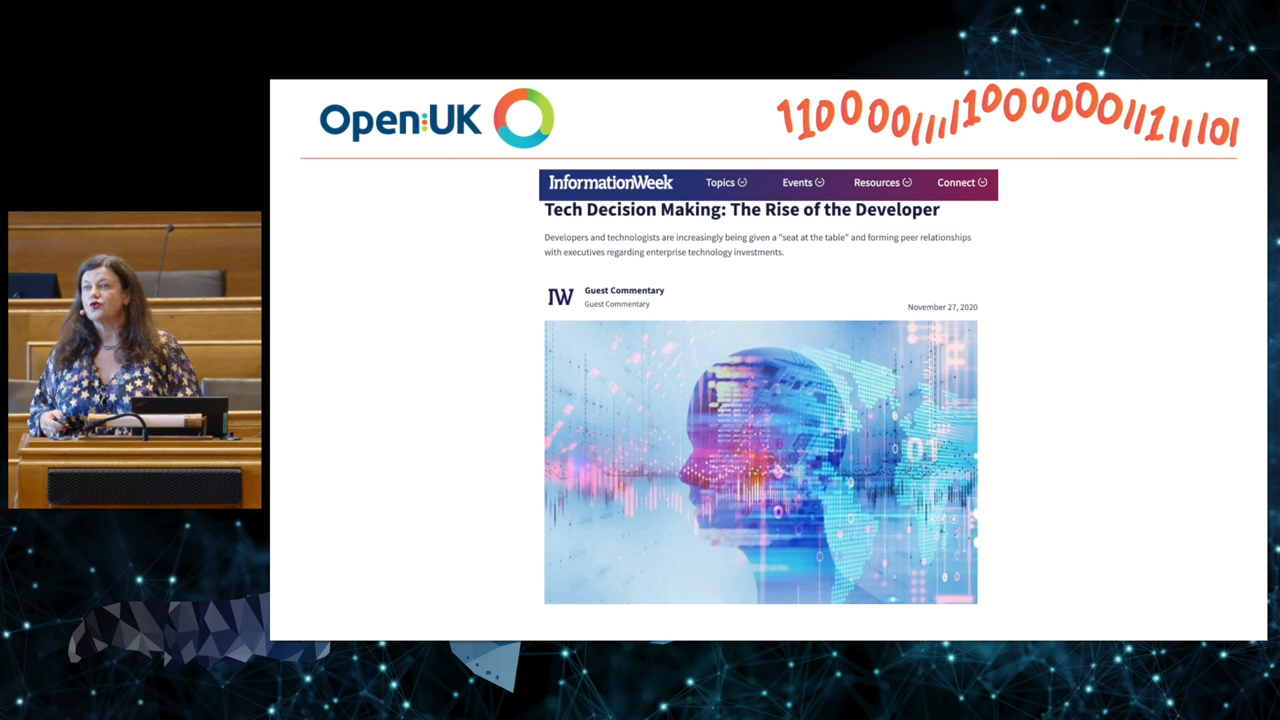 Open:UK
InformationWeek
Topics
Events
Resources
Connect
Tech Decision Making: The Rise of the Developer
Developers and technologists are increasingly being given a "seat at the table" and forming peer relationships
with executives regarding enterprise technology investments.
IW
Guest Commentary
Guest Commentary
November 27, 2020